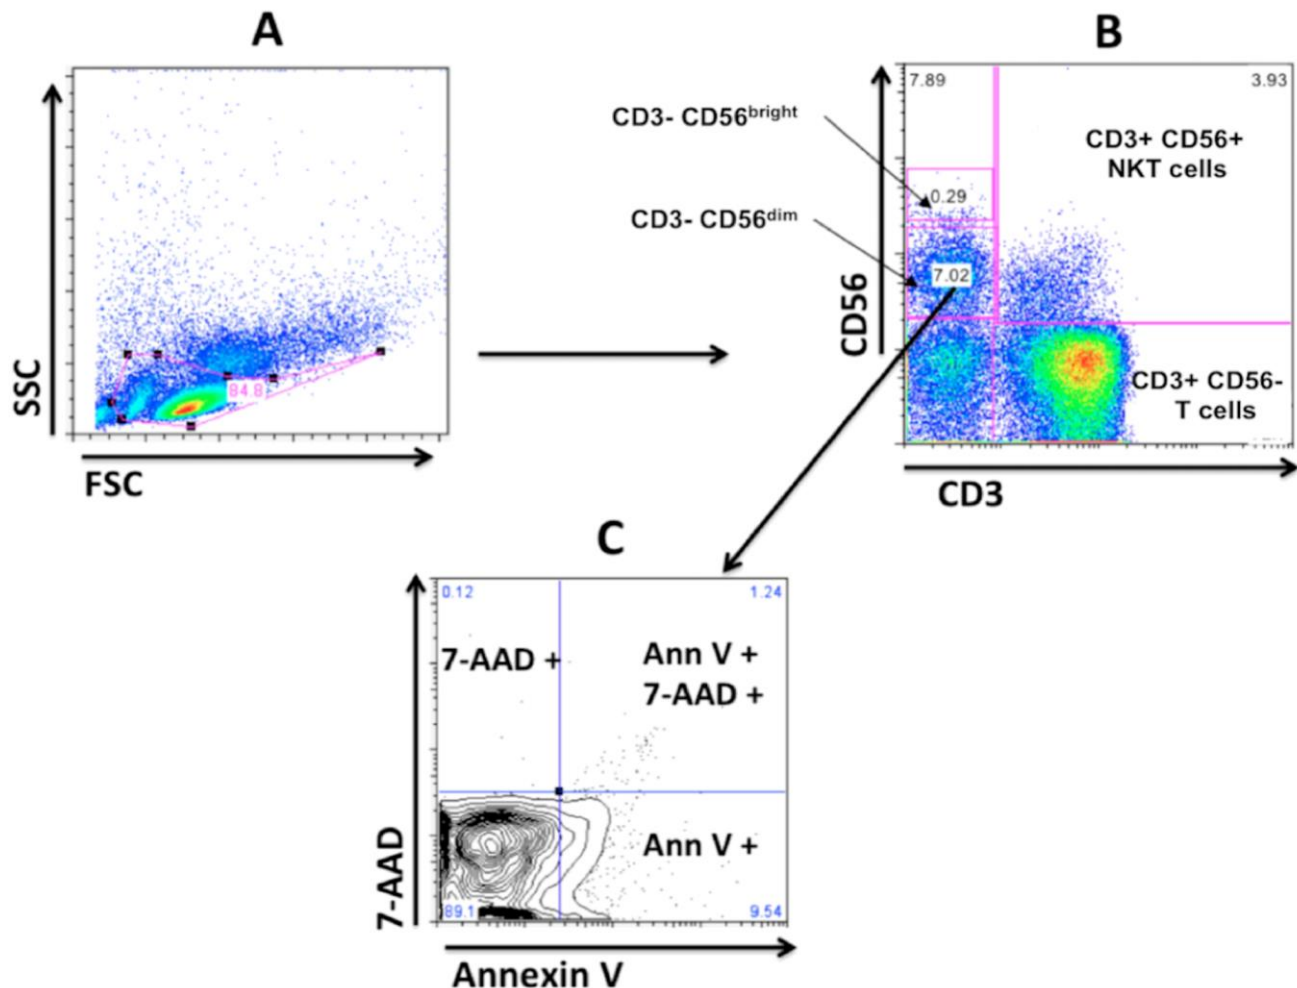 A
SSC
84.8
FSC
B
7.89
3.93
CD3- CD56bright
CD3+ CD56+
NKT cells
0.29
CD3- CD56dim
7.02
CD56
CD3+ CD56-
T cells
CD3
C
0.12
1.24
7-AAD +
Ann V +
7-AAD +
7-AAD
Ann V +
89.1
9.54
Annexin V